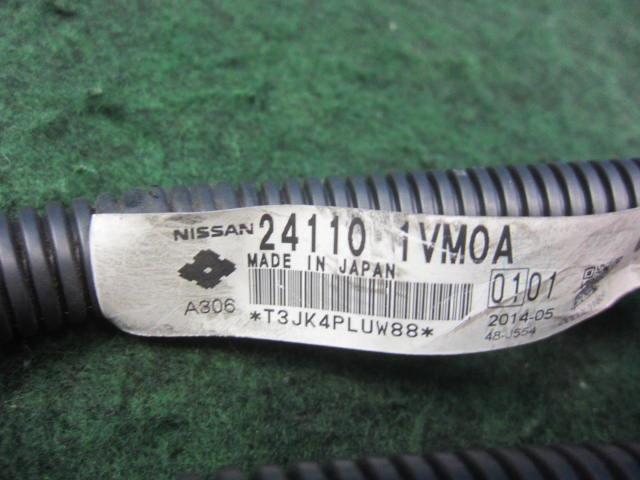 NISSAN 24110 1VM0A
MADE IN JAPAN
A306
0101
*T3JK4PLUW88*
2014-05
48-J554